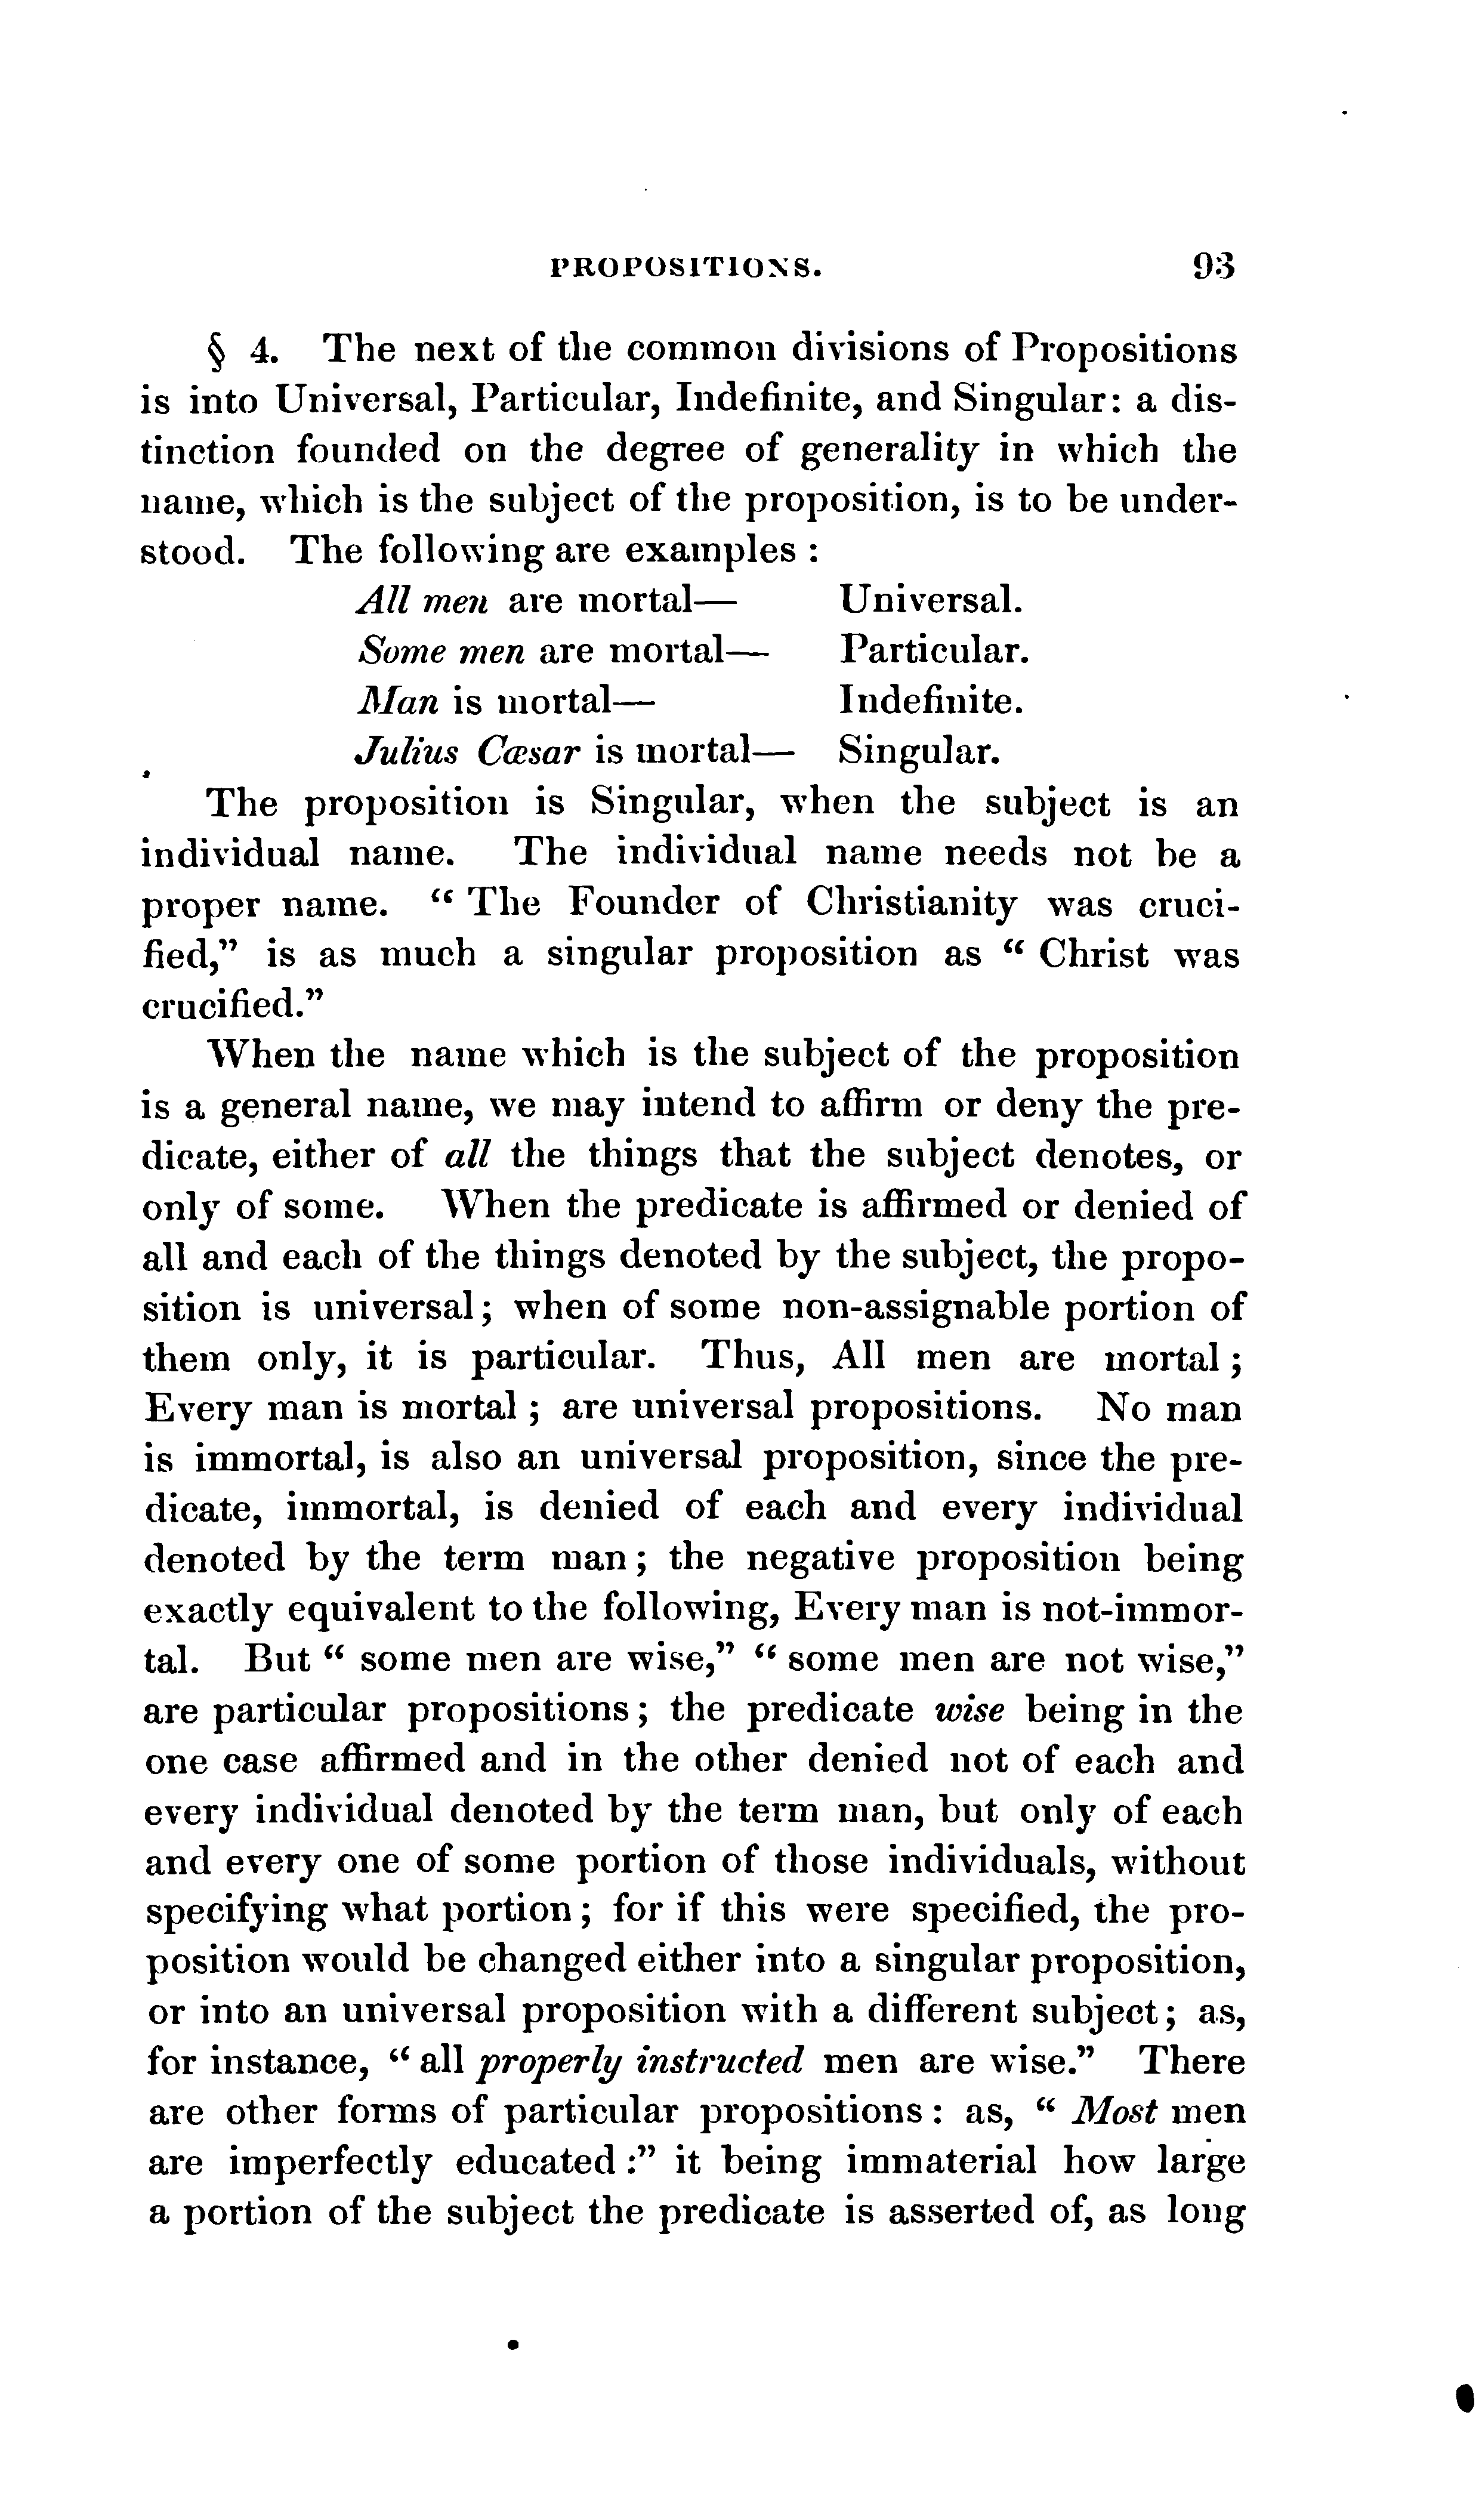 PROPOSITIONS. 93
§ 4. The next of the common divisions of Propositions
is into Universal, Particular, Indefinite, and Singular: a dis-
tinction founded on the degree of generality in which the
name, which is the subject of the proposition, is to be under-
stood. The following are examples :
All men are mortal— Universal.
Some men are mortal— Particular.
Man is mortal— Indefinite.
Julius Cæsar is mortal— Singular.
The proposition is Singular, when the subject is an
individual name. The individual name needs not be a
proper name. “ The Founder of Christianity was cruci-
fied,” is as much a singular proposition as “ Christ was
crucified.”
When the name which is the subject of the proposition
is a general name, we may intend to affirm or deny the pre-
dicate, either of all the things that the subject denotes, or
only of some. When the predicate is affirmed or denied of
all and each of the things denoted by the subject, the propo-
sition is universal; when of some non-assignable portion of
them only, it is particular. Thus, All men are mortal ;
Every man is mortal ; are universal propositions. No man
is immortal, is also an universal proposition, since the pre-
dicate, immortal, is denied of each and every individual
denoted by the term man; the negative proposition being
exactly equivalent to the following, Every man is not-immor-
tal. But “ some men are wise,” “ some men are not wise,”
are particular propositions; the predicate wise being in the
one case affirmed and in the other denied not of each and
every individual denoted by the term man, but only of each
and every one of some portion of those individuals, without
specifying what portion; for if this were specified, the pro-
position would be changed either into a singular proposition,
or into an universal proposition with a different subject; as,
for instance, “ all properly instructed men are wise.” There
are other forms of particular propositions : as, “ Most men
are imperfectly educated :” it being immaterial how large
a portion of the subject the predicate is asserted of, as long